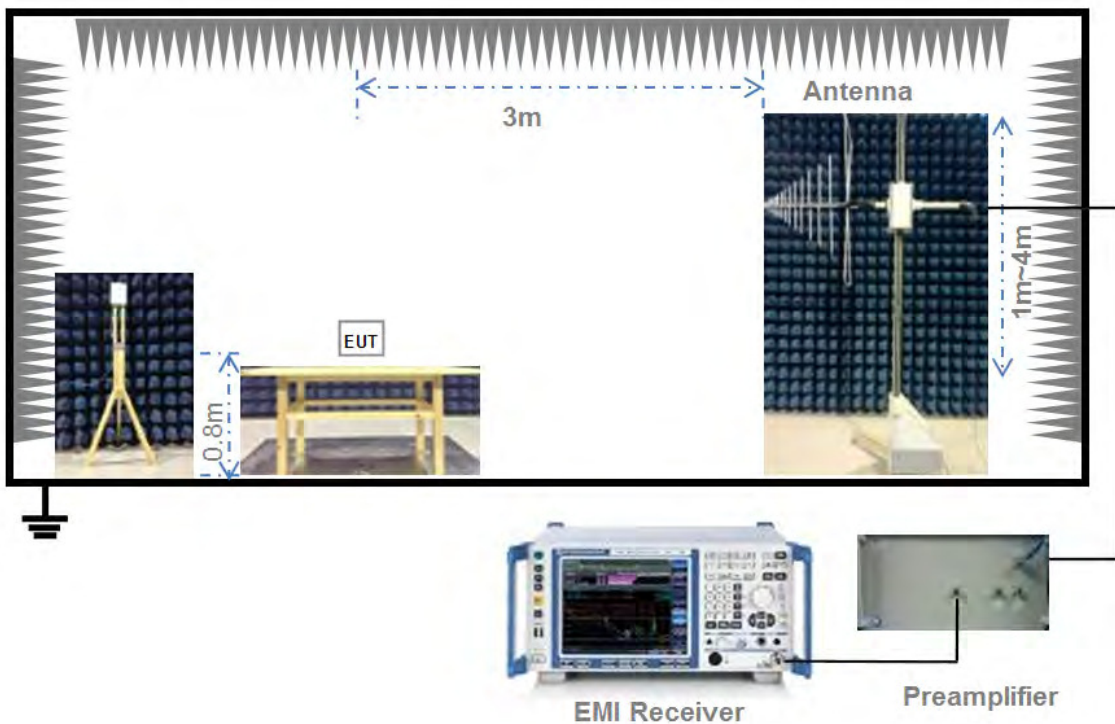 Antenna
3m
1m~4m
EUT
0.8m
EMI Receiver
Preamplifier